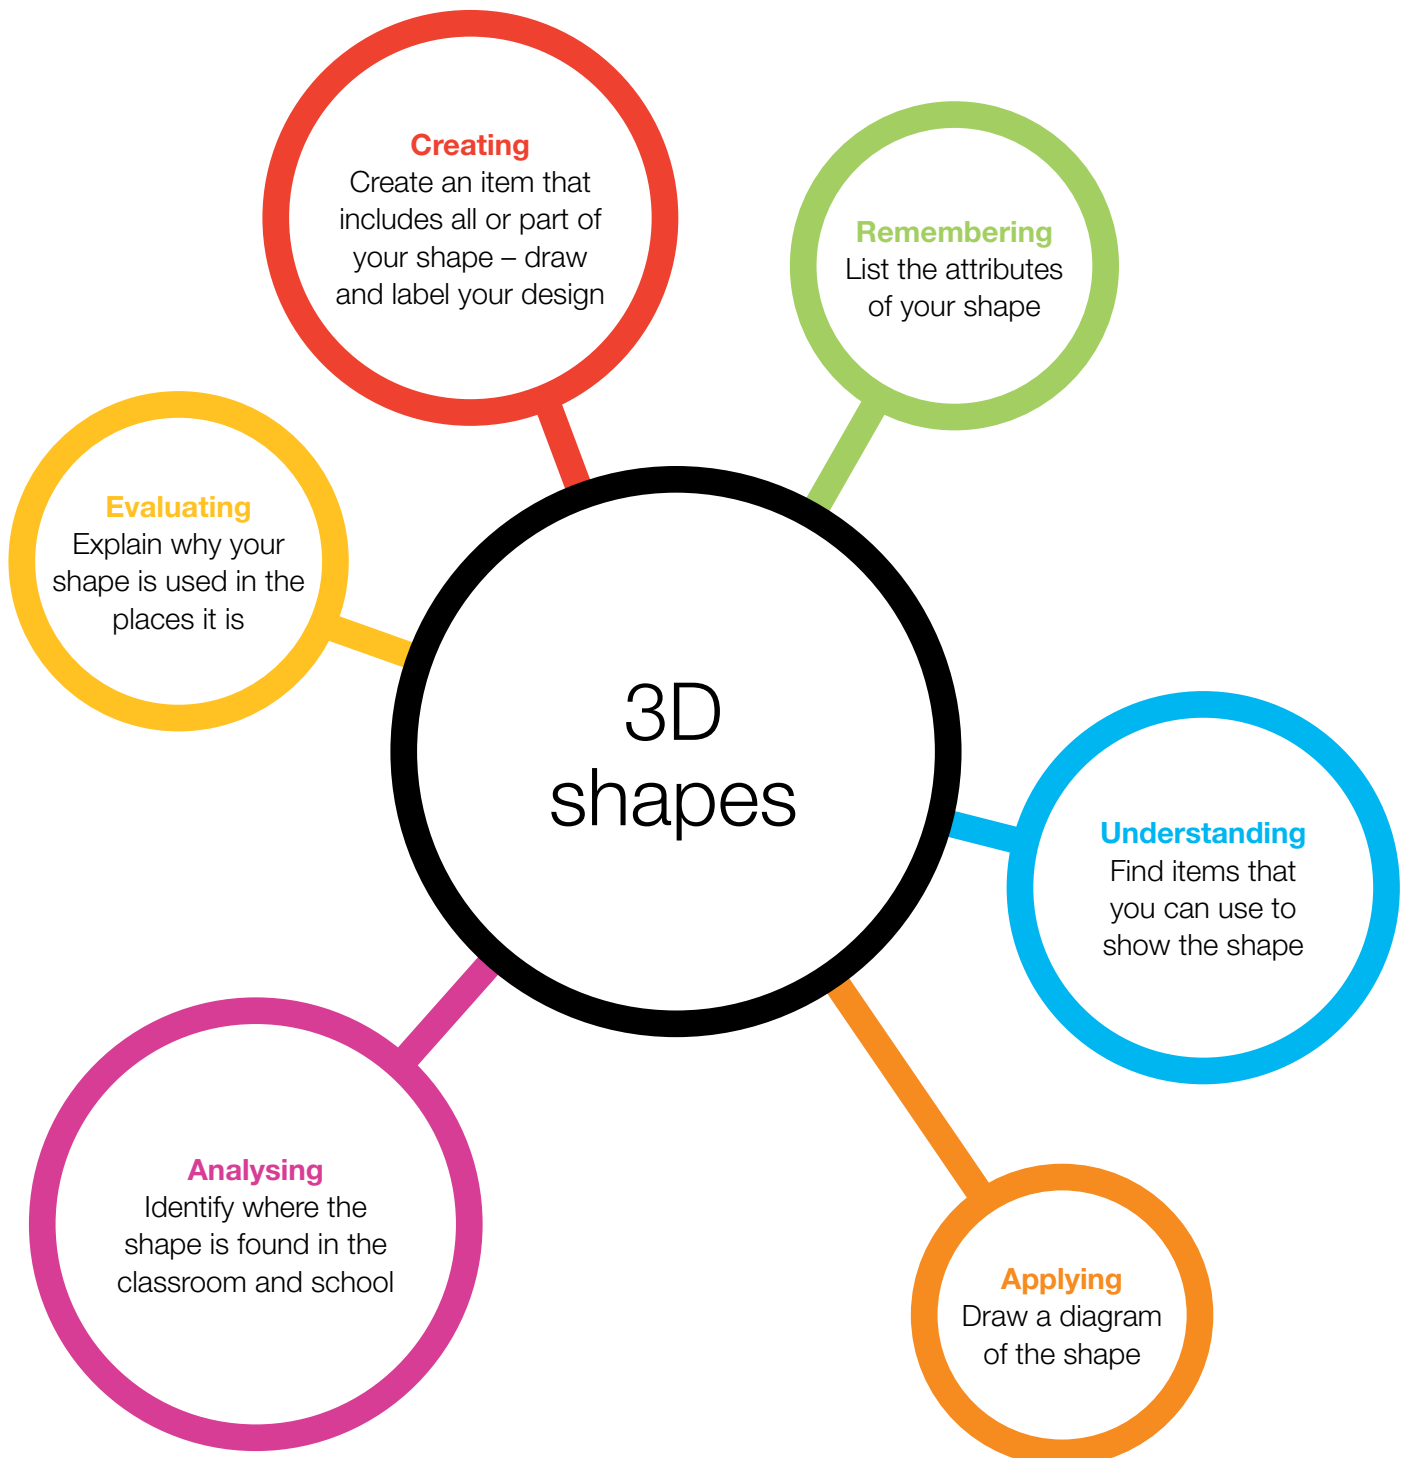 Creating
Create an item that
includes all or part of
your shape – draw
and label your design
Remembering
List the attributes
of your shape
Evaluating
Explain why your
shape is used in the
places it is
3D
shapes
Understanding
Find items that
you can use to
show the shape
Analysing
Identify where the
shape is found in the
classroom and school
Applying
Draw a diagram
of the shape